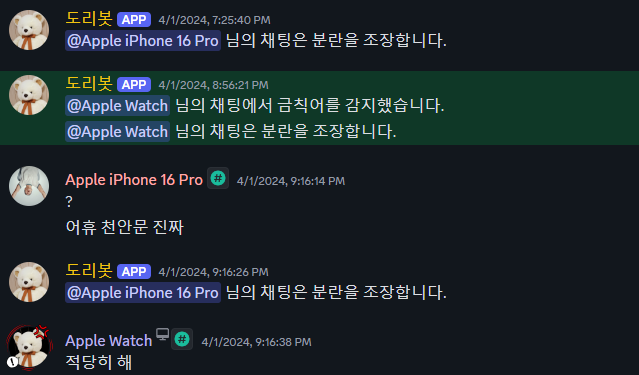 도리봇 APP 4/1/2024, 7:25:40 PM
@Apple iPhone 16 Pro 님의 채팅은 분란을 조장합니다.
도리봇 APP 4/1/2024, 8:56:21 PM
@Apple Watch 님의 채팅에서 금칙어를 감지했습니다.
@Apple Watch 님의 채팅은 분란을 조장합니다.
Apple iPhone 16 Pro # 4/1/2024, 9:16:14 PM
?
어휴 천안문 진짜
도리봇 APP 4/1/2024, 9:16:26 PM
@Apple iPhone 16 Pro 님의 채팅은 분란을 조장합니다.
Apple Watch # 4/1/2024, 9:16:38 PM
적당히 해